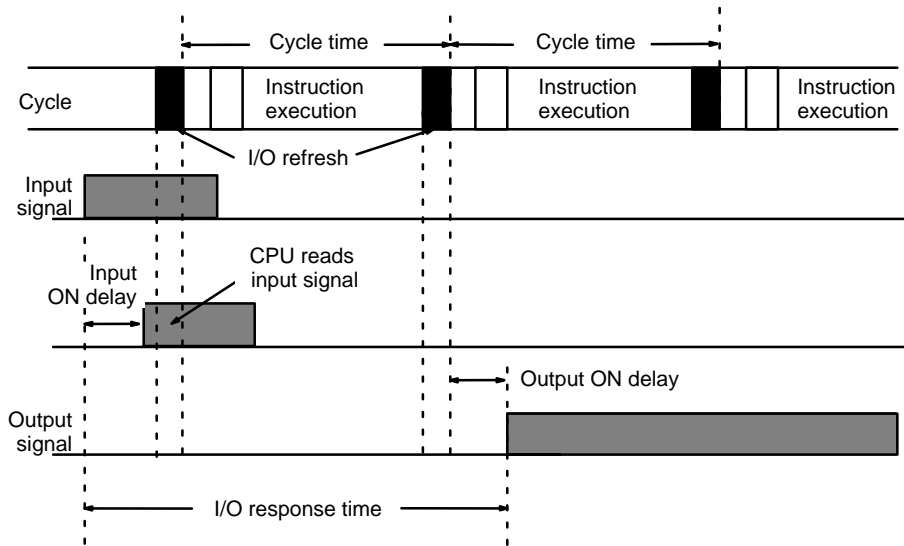 Cycle time
Cycle time
Cycle
Instruction
execution
Instruction
execution
Instruction
execution
I/O refresh
Input
signal
Input
ON delay
CPU reads
input signal
Output ON delay
Output
signal
I/O response time